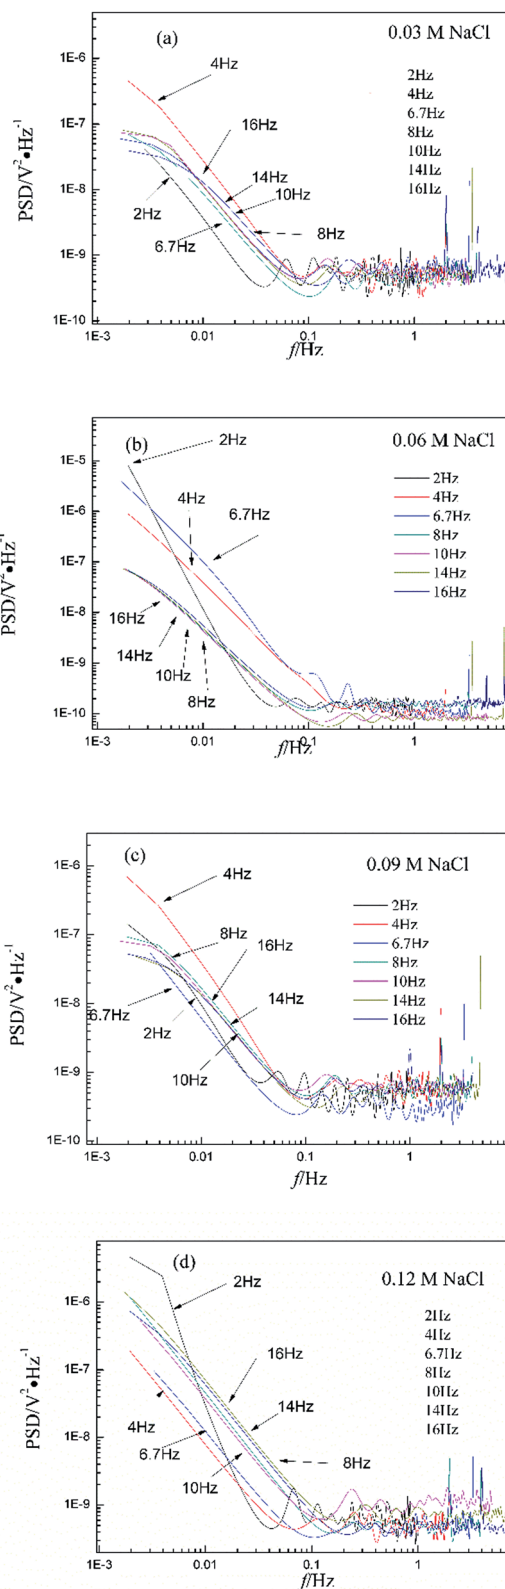 (a)
0.03 M NaCl
4Hz
2Hz
4Hz
6.7Hz
8Hz
10Hz
14Hz
16Hz
16Hz
14Hz
10Hz
2Hz
8Hz
6.7Hz
1E-6
1E-7
1E-8
1E-9
1E-10
PSD/V²•Hz⁻¹
1E-3 0.01 0.1 1
f/Hz
(b)
2Hz
0.06 M NaCl
4Hz
6.7Hz
2Hz
4Hz
6.7Hz
8Hz
10Hz
14Hz
16Hz
16Hz
14Hz
10Hz
8Hz
1E-5
1E-6
1E-7
1E-8
1E-9
1E-10
PSD/V²•Hz⁻¹
1E-3 0.01 0.1 1
f/Hz
(c)
0.09 M NaCl
4Hz
2Hz
4Hz
6.7Hz
8Hz
10Hz
14Hz
16Hz
8Hz
16Hz
14Hz
6.7Hz
2Hz
10Hz
1E-6
1E-7
1E-8
1E-9
1E-10
PSD/V²•Hz⁻¹
1E-3 0.01 0.1 1
f/Hz
(d)
0.12 M NaCl
2Hz
2Hz
4Hz
6.7Hz
8Hz
10Hz
14Hz
16Hz
16Hz
14Hz
4Hz
6.7Hz
8Hz
10Hz
1E-6
1E-7
1E-8
1E-9
PSD/V²•Hz⁻¹
1E-3 0.01 0.1 1
f/Hz